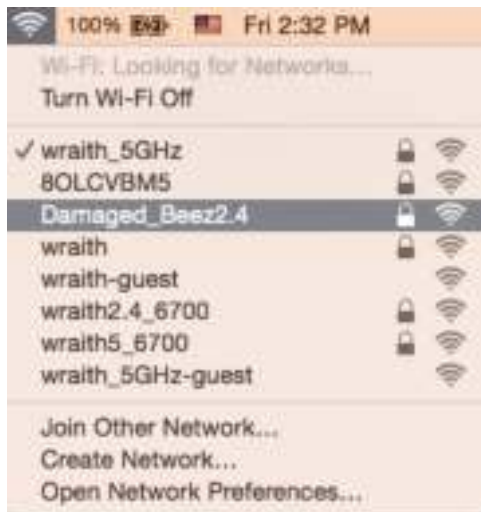 100% Fri 2:32 PM
Wi-Fi: Looking for Networks...
Turn Wi-Fi Off
wraith_5GHz
8OLCVBM5
Damaged_Beez2.4
wraith
wraith-guest
wraith2.4_6700
wraith5_6700
wraith_5GHz-guest
Join Other Network...
Create Network...
Open Network Preferences...